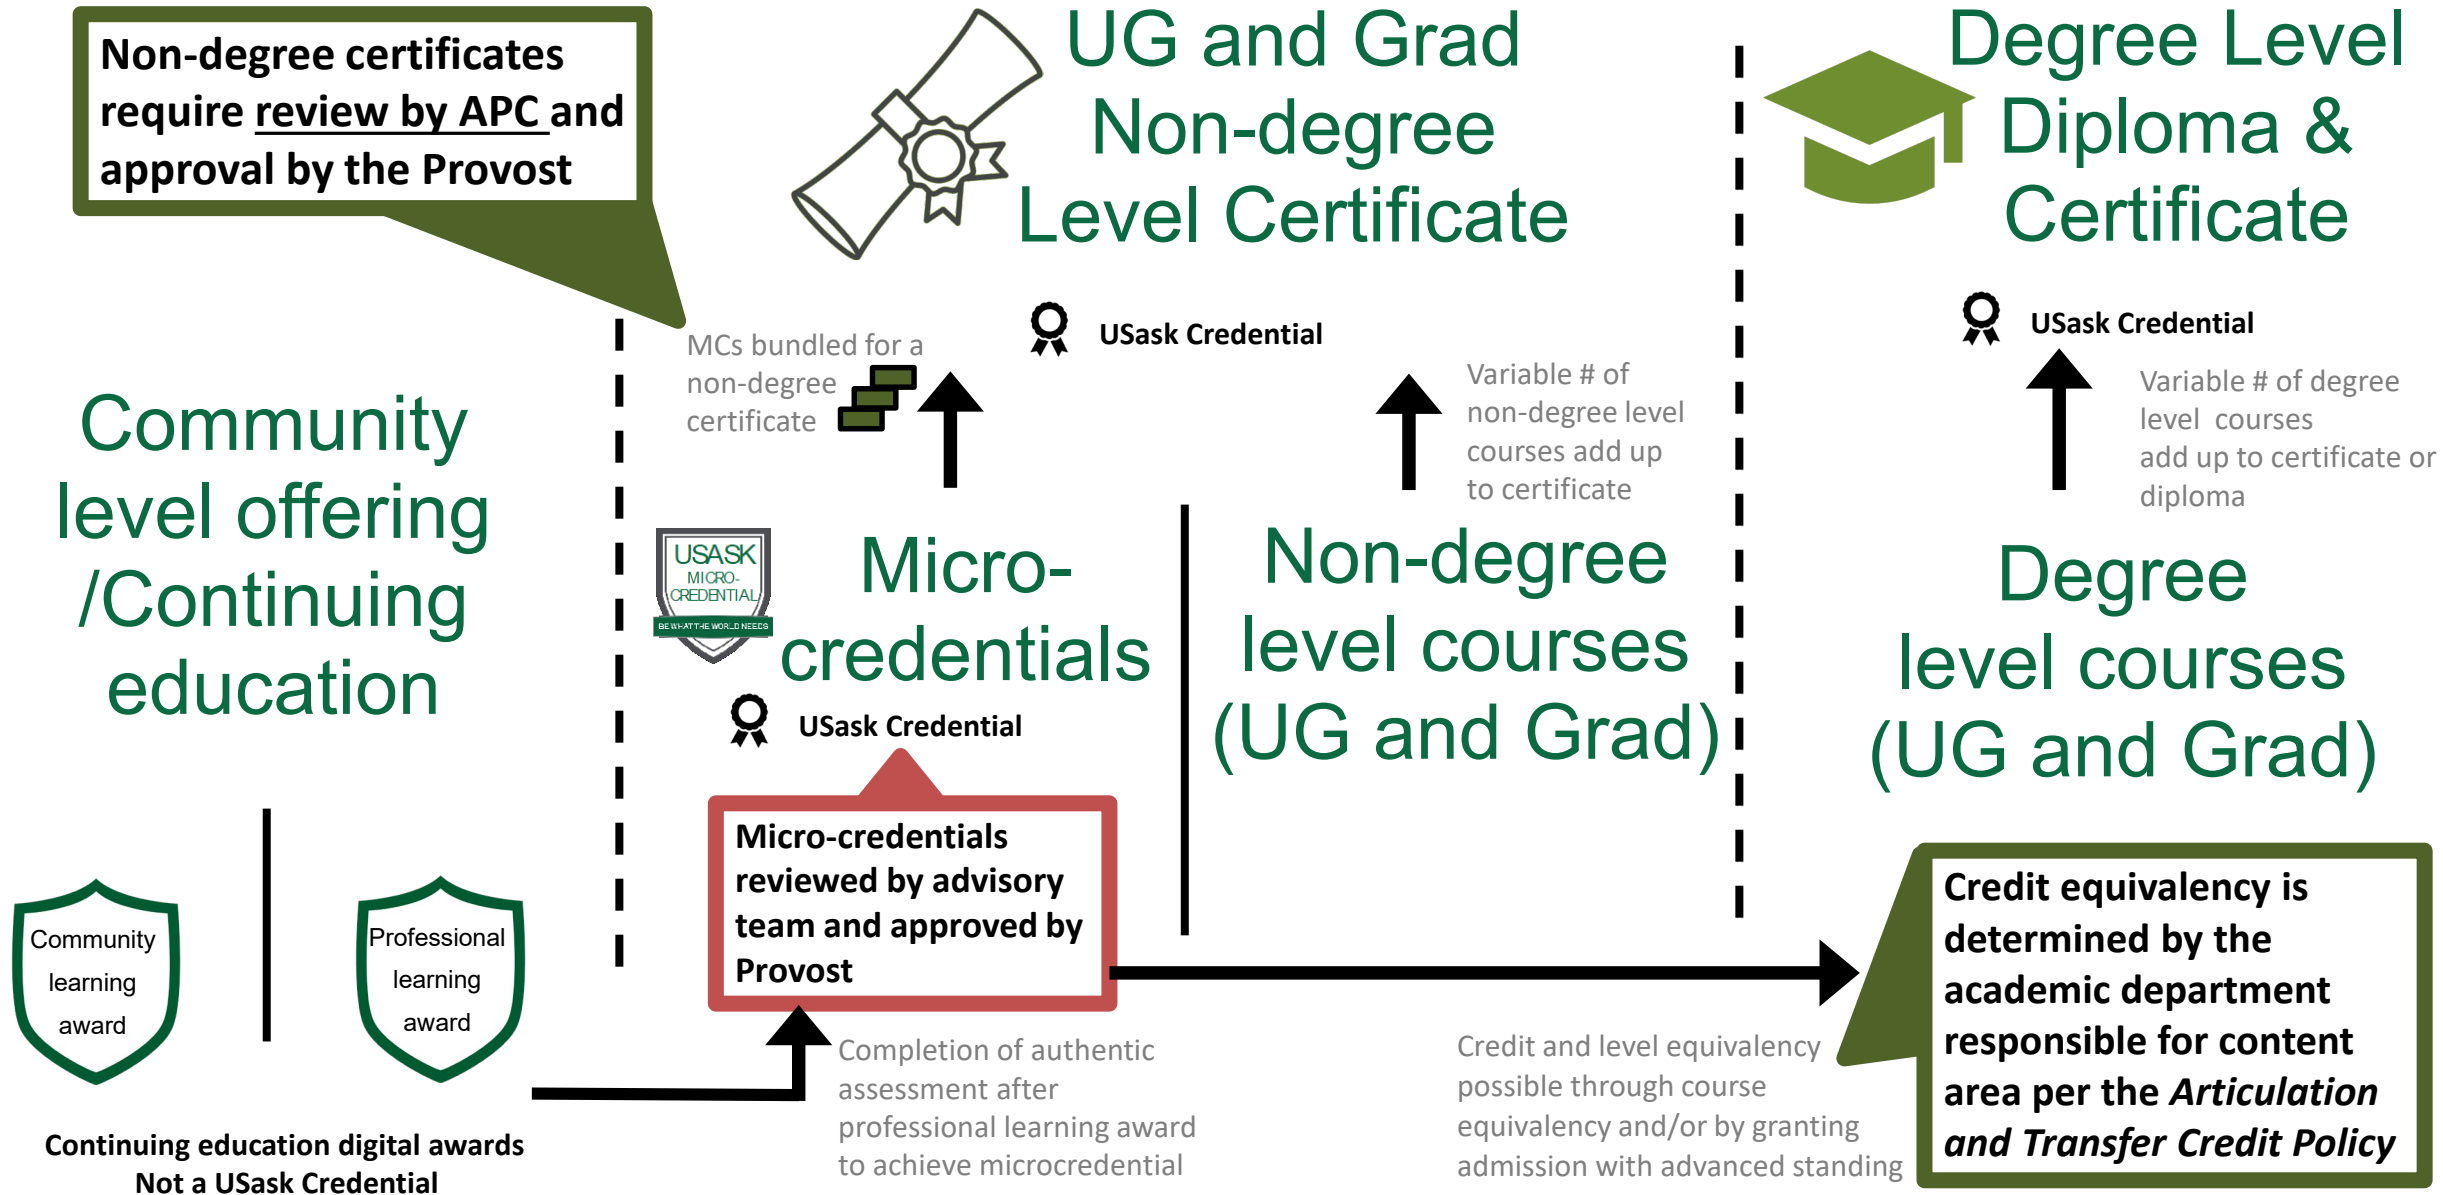 Non-degree certificates
require review by APC and
approval by the Provost
UG and Grad
Non-degree
Level Certificate
Degree Level
Diploma &
Certificate
MCs bundled for a
non-degree
certificate
USask Credential
Variable # of
non-degree level
courses add up
to certificate
USask Credential
Variable # of degree
level courses
add up to certificate or
diploma
Community
level offering
/Continuing
education
USASK
MICRO-
CREDENTIAL
BE WHAT THE WORLD NEEDS
Micro-
credentials
USask Credential
Non-degree
level courses
(UG and Grad)
Degree
level courses
(UG and Grad)
Micro-credentials
reviewed by advisory
team and approved by
Provost
Community
learning
award
Professional
learning
award
Continuing education digital awards
Not a USask Credential
Completion of authentic
assessment after
professional learning award
to achieve microcredential
Credit and level equivalency
possible through course
equivalency and/or by granting
admission with advanced standing
Credit equivalency is
determined by the
academic department
responsible for content
area per the Articulation
and Transfer Credit Policy